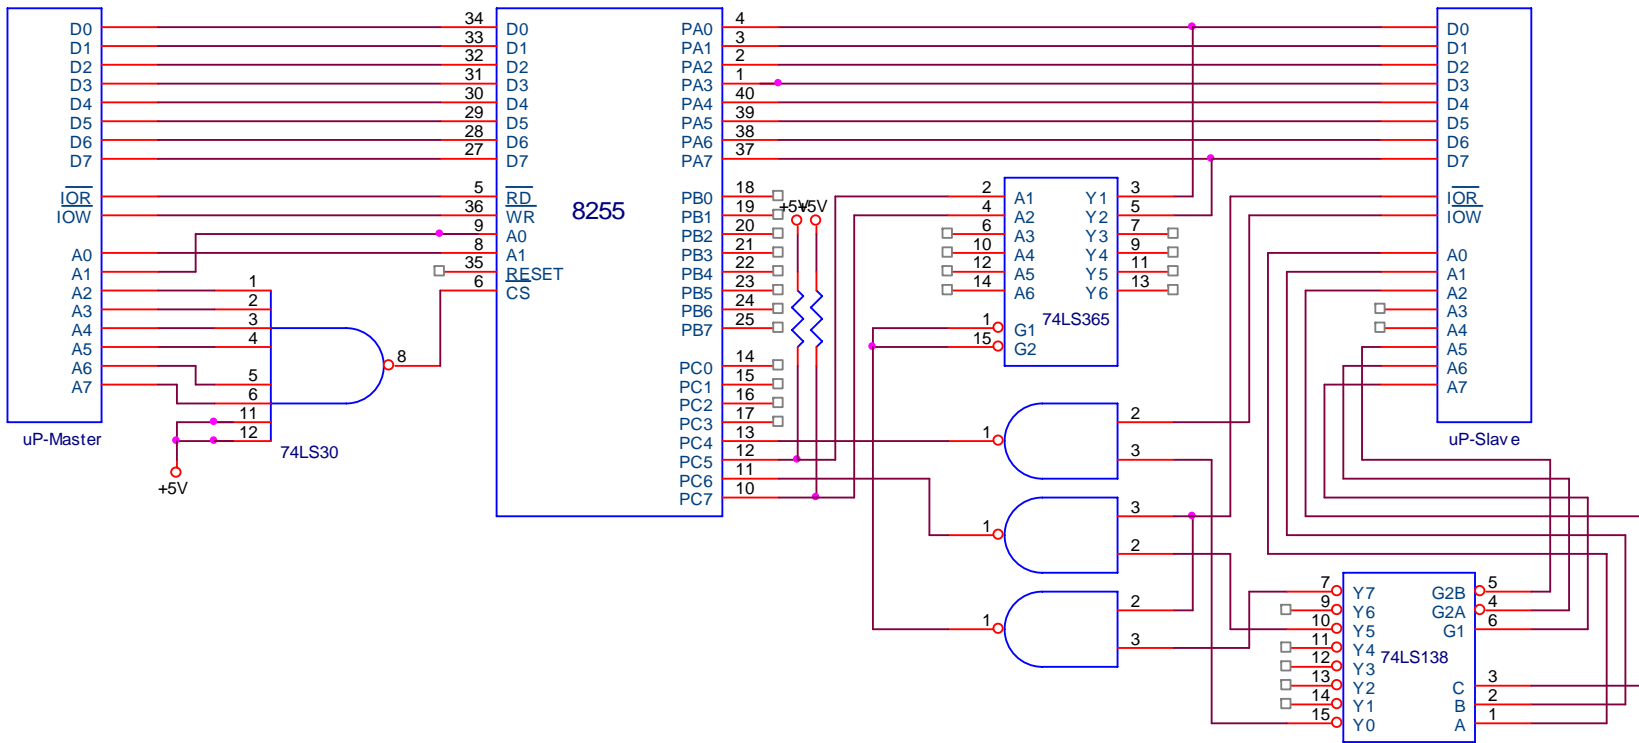 D0
D1
D2
D3
D4
D5
D6
D7
IOR
IOW
A0
A1
A2
A3
A4
A5
A6
A7
uP-Master
1
2
3
4
5
6
11
12
8
74LS30
+5V
34
33
32
31
30
29
28
27
5
36
9
8
35
6
D0
D1
D2
D3
D4
D5
D6
D7
RD
WR
A0
A1
RESET
CS
8255
PA0
PA1
PA2
PA3
PA4
PA5
PA6
PA7
PB0
PB1
PB2
PB3
PB4
PB5
PB6
PB7
PC0
PC1
PC2
PC3
PC4
PC5
PC6
PC7
4
3
2
1
40
39
38
37
18
19
20
21
22
23
24
25
14
15
16
17
13
12
11
10
+5V
+5V
2
4
6
10
12
14
1
15
A1
A2
A3
A4
A5
A6
G1
G2
Y1
Y2
Y3
Y4
Y5
Y6
3
5
7
9
11
13
74LS365
1
2
3
1
3
2
1
2
3
D0
D1
D2
D3
D4
D5
D6
D7
IOR
IOW
A0
A1
A2
A3
A4
A5
A6
A7
uP-Slave
7
9
10
11
12
13
14
15
Y7
Y6
Y5
Y4
Y3
Y2
Y1
Y0
74LS138
G2B
G2A
G1
C
B
A
5
4
6
3
2
1